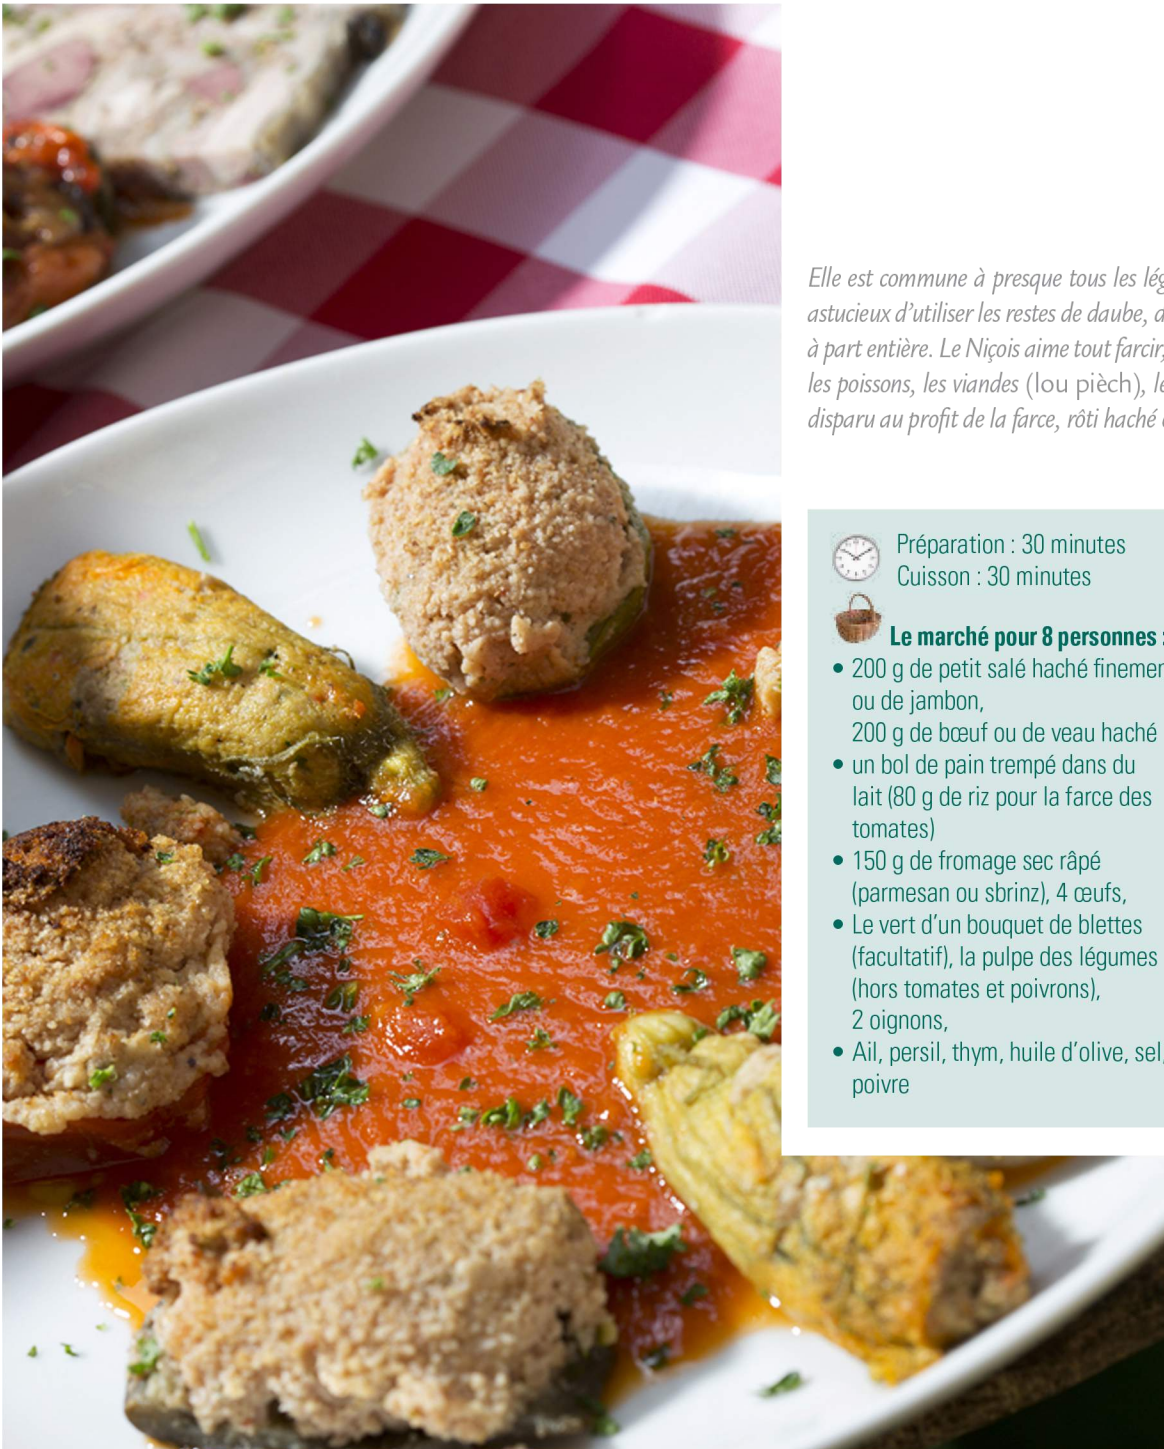 Elle est commune à presque tous les
astucieux d'utiliser les restes de daube,
à part entière. Le Niçois aime tout farcir,
les poissons, les viandes (lou pièch),
disparu au profit de la farce, rôti haché
Préparation : 30 minutes
Cuisson : 30 minutes
Le marché pour 8 personnes :
• 200 g de petit salé haché
ou de jambon,
200 g de bœuf ou de veau haché
• un bol de pain trempé dans du
lait (80 g de riz pour la farce des
tomates)
• 150 g de fromage sec râpé
(parmesan ou sbrinz), 4 œufs,
• Le vert d'un bouquet de blettes
(facultatif), la pulpe des légumes
(hors tomates et poivrons),
2 oignons,
• Ail, persil, thym, huile d'olive, sel,
poivre